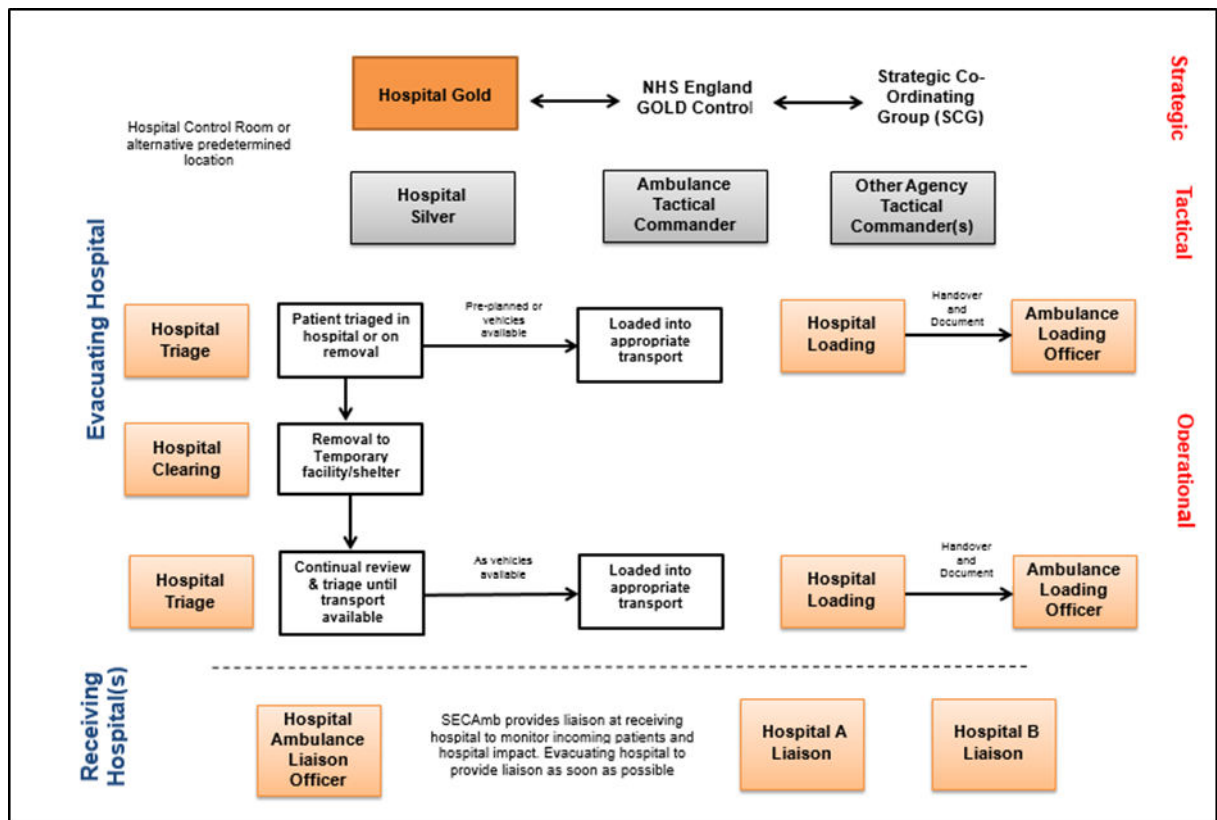 Hospital Gold
NHS England
GOLD Control
Strategic Co-
Ordinating
Group (SCG)
Strategic
Hospital Control Room or
alternative predetermined
location
Hospital
Silver
Ambulance
Tactical
Commander
Other Agency
Tactical
Commander(s)
Tactical
Evacuating Hospital
Hospital
Triage
Patient triaged in
hospital or on
removal
Pre-planned or
vehicles
available
Loaded into
appropriate
transport
Hospital
Loading
Handover
and
Document
Ambulance
Loading
Officer
Hospital
Clearing
Removal to
Temporary
facility/shelter
Operational
Hospital
Triage
Continual review
& triage until
transport
available
As vehicles
available
Loaded into
appropriate
transport
Hospital
Loading
Handover
and
Document
Ambulance
Loading
Officer
Receiving
Hospital(s)
Hospital
Ambulance
Liaison
Officer
SECAmb provides liaison at receiving
hospital to monitor incoming patients and
hospital impact. Evacuating hospital to
provide liaison as soon as possible
Hospital A
Liaison
Hospital B
Liaison